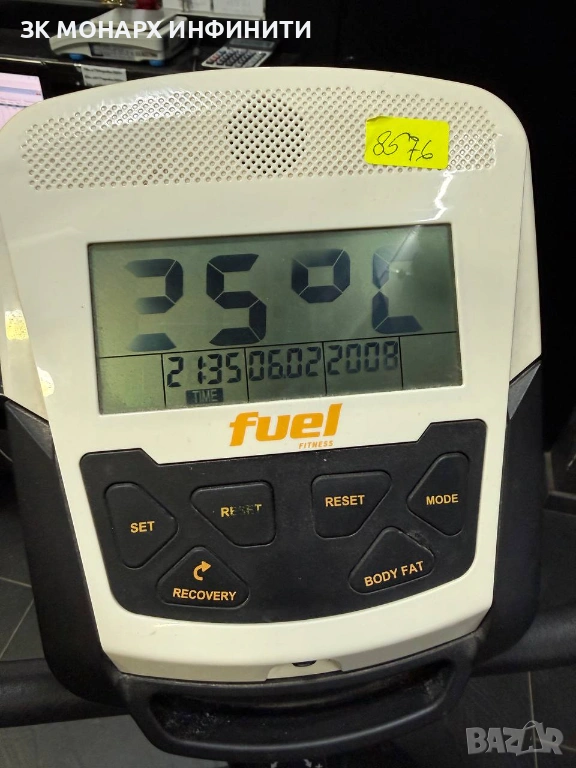 ЗК МОНАРХ ИНФИНИТИ
8576
25°C
21:35 06.02 2008
TIME
fuel
FITNESS
SET RESET RESET MODE
RECOVERY BODY FAT
BAZAR